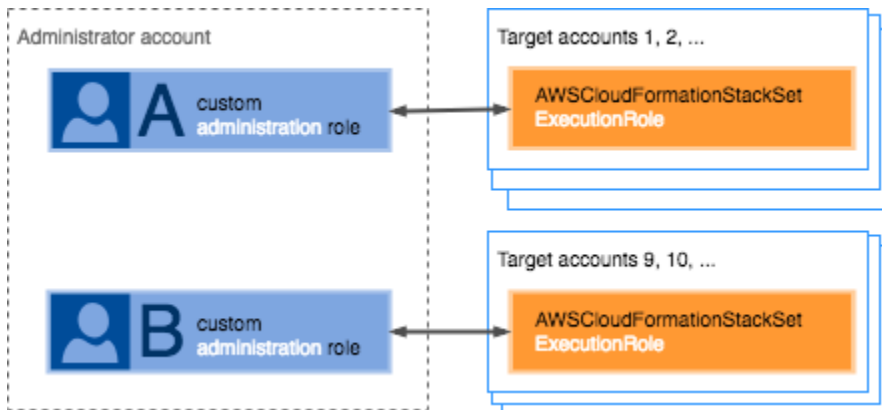 Administrator account
A custom
administration role
Target accounts 1, 2, ...
AWSCloudFormationStackSet
ExecutionRole
B custom
administration role
Target accounts 9, 10, ...
AWSCloudFormationStackSet
ExecutionRole